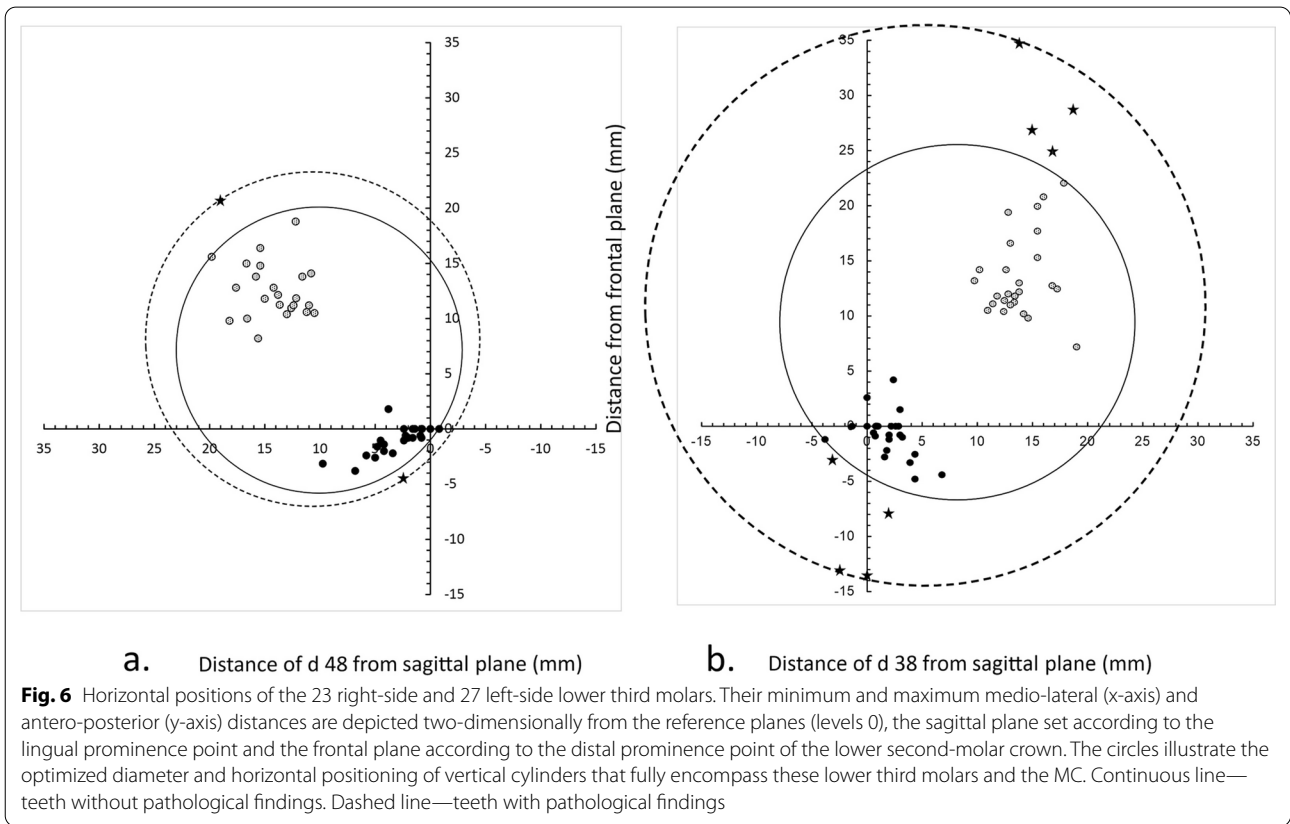 35
30
25
20
15
10
5
0
-5
-10
-15
35 30 25 20 15 10 5 0 -5 -10 -15
Distance from frontal plane (mm)
35
30
25
20
15
10
5
0
-5
-10
-15
-15 -10 -5 0 5 10 15 20 25 30 35
a. Distance of d 48 from sagittal plane (mm)
b. Distance of d 38 from sagittal plane (mm)
Fig. 6 Horizontal positions of the 23 right-side and 27 left-side lower third molars. Their minimum and maximum medio-lateral (x-axis) and
antero-posterior (y-axis) distances are depicted two-dimensionally from the reference planes (levels 0), the sagittal plane set according to the
lingual prominence point and the frontal plane according to the distal prominence point of the lower second-molar crown. The circles illustrate the
optimized diameter and horizontal positioning of vertical cylinders that fully encompass these lower third molars and the MC. Continuous line—
teeth without pathological findings. Dashed line—teeth with pathological findings